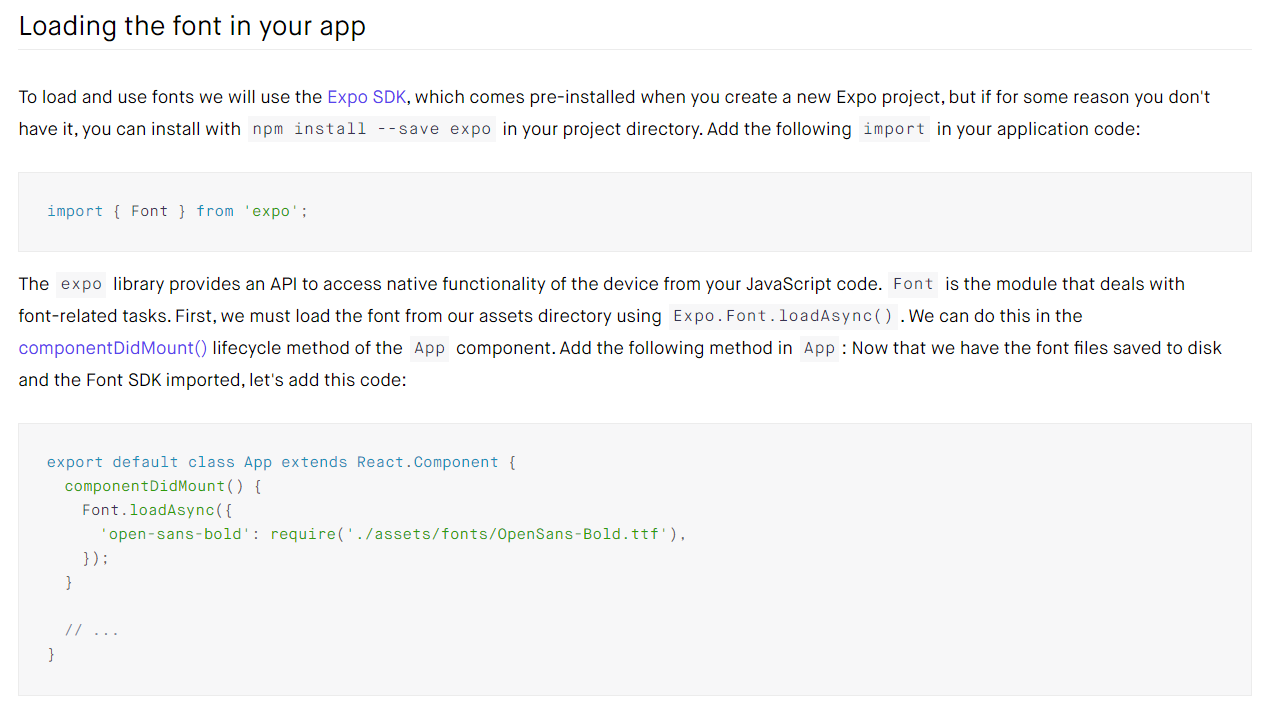 Loading the font in your app
To load and use fonts we will use the Expo SDK, which comes pre-installed when you create a new Expo project, but if for some reason you don't
have it, you can install with npm install --save expo in your project directory. Add the following import in your application code:
import { Font } from 'expo';
The expo library provides an API to access native functionality of the device from your JavaScript code. Font is the module that deals with
font-related tasks. First, we must load the font from our assets directory using Expo.Font.loadAsync() . We can do this in the
componentDidMount() lifecycle method of the App component. Add the following method in App : Now that we have the font files saved to disk
and the Font SDK imported, let's add this code:
export default class App extends React.Component {
  componentDidMount() {
    Font.loadAsync({
      'open-sans-bold': require('./assets/fonts/OpenSans-Bold.ttf'),
    });
  }
  // ...
}